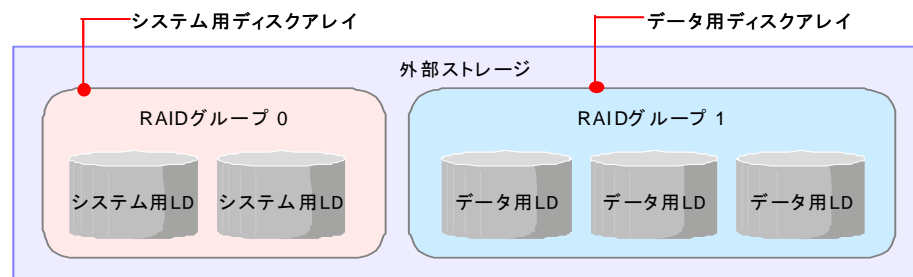 システム用ディスクアレイ
データ用ディスクアレイ
外部ストレージ
RAIDグループ 0
RAIDグループ 1
システム用LD
システム用LD
データ用LD
データ用LD
データ用LD